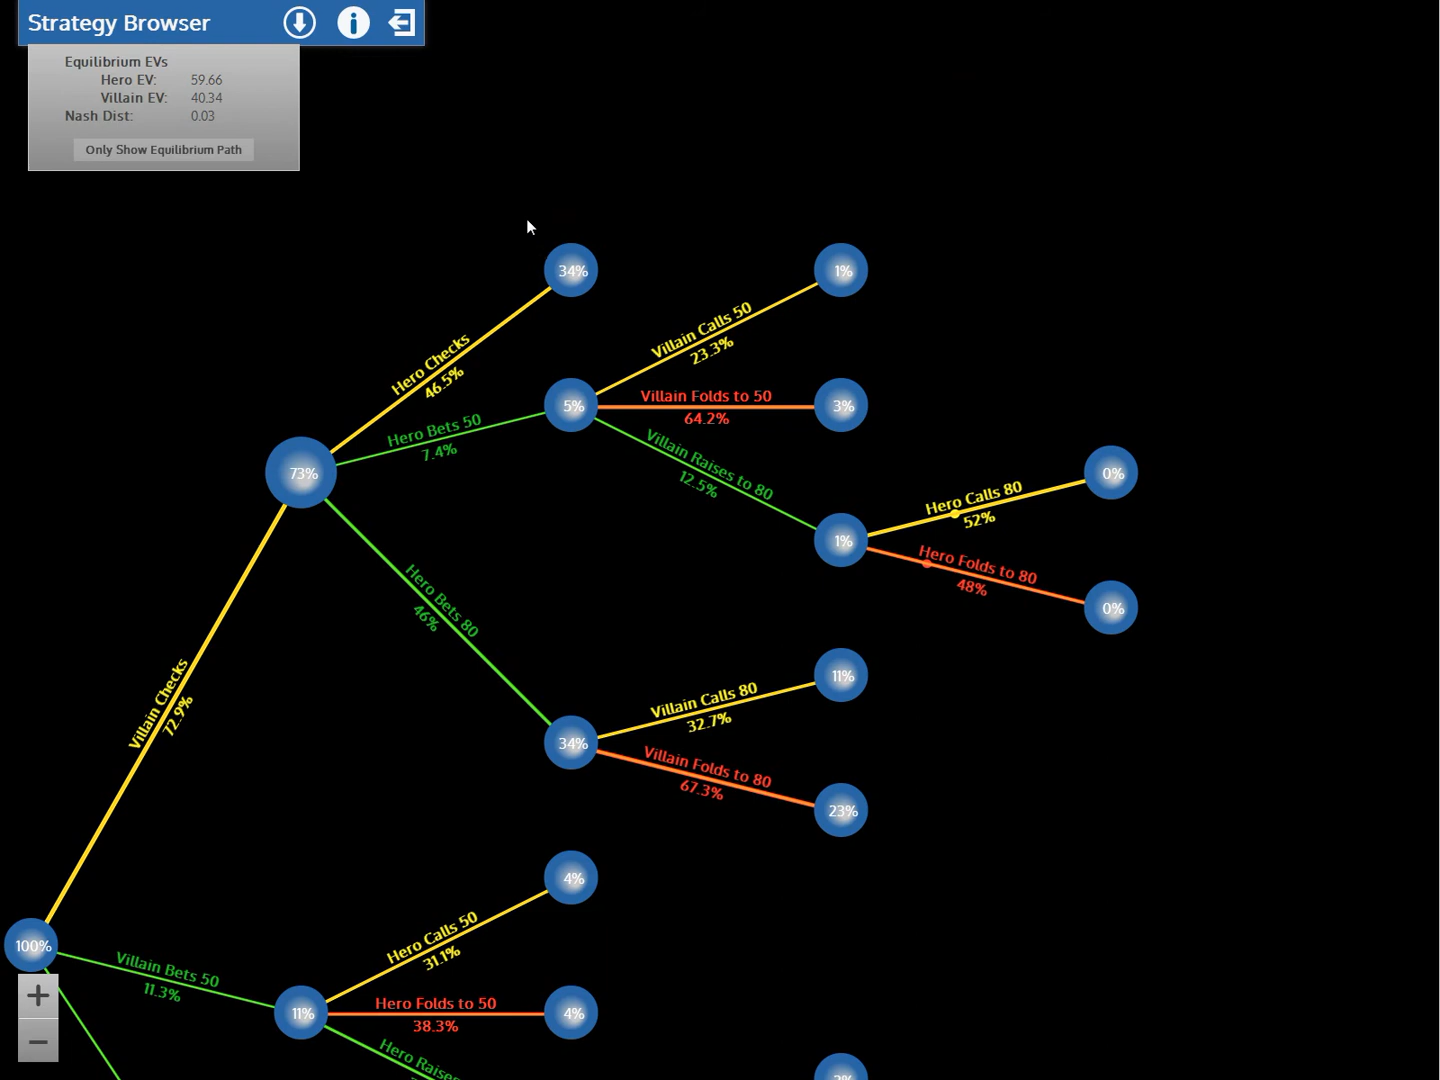 Strategy Browser
Equilibrium EVs
Hero EV: 59.66
Villain EV: 40.34
Nash Dist: 0.03
Only Show Equilibrium Path
34%
1%
Hero Checks
46.5%
Villain Calls 50
23.3%
5%
Villain Folds to 50
64.2%
3%
Hero Bets 50
7.4%
73%
Villain Raises to 80
12.5%
Hero Calls 80
52%
0%
1%
Hero Folds to 80
48%
0%
Hero Bets 80
46%
Villain Calls 80
32.7%
11%
Villain Checks
72.9%
34%
Villain Folds to 80
67.3%
23%
4%
Hero Calls 50
31.1%
100%
Villain Bets 50
11.3%
11%
Hero Folds to 50
38.3%
4%
+
−
Hero Raises